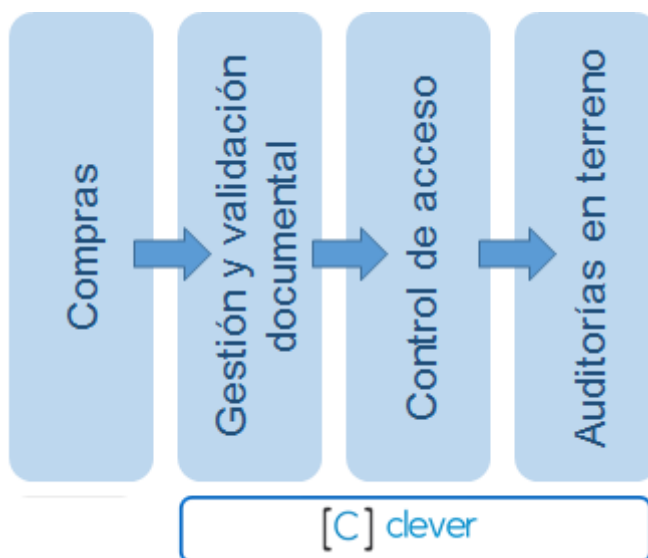 Compras
Gestión y validación
documental
Control de acceso
Auditorías en terreno
[C] clever